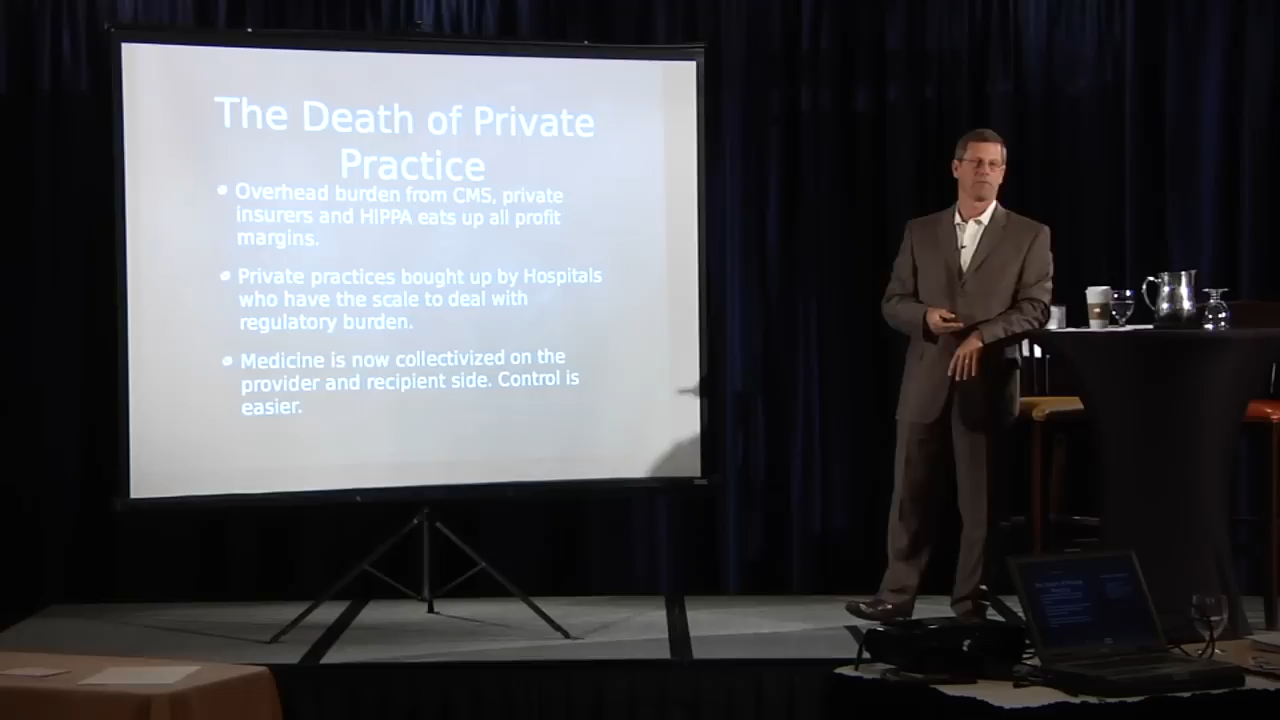 The Death of Private
Practice
• Overhead burden from CMS, private
insurers and HIPPA eats up all profit
margins.
• Private practices bought up by Hospitals
who have the scale to deal with
regulatory burden.
• Medicine is now collectivized on the
provider and recipient side. Control is
easier.